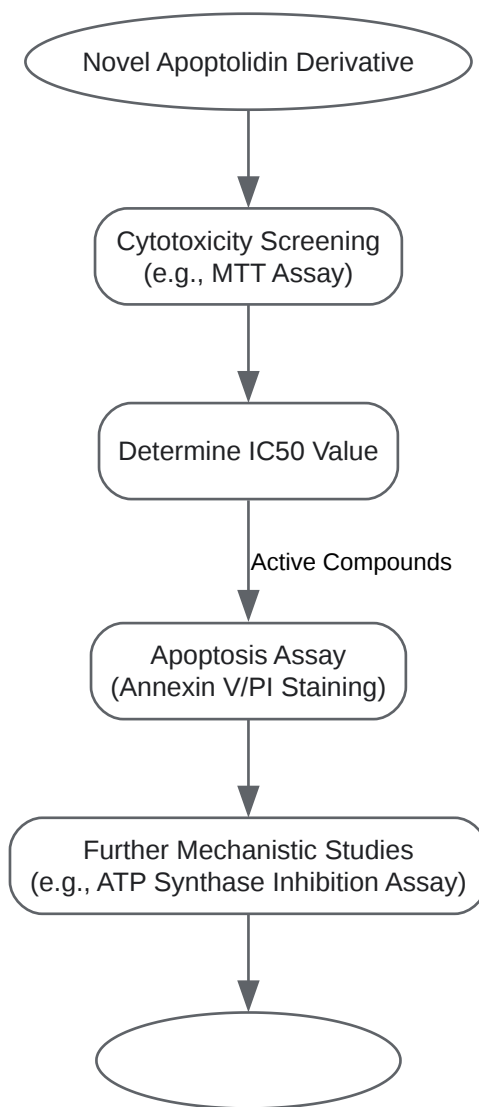 Novel Apoptolidin Derivative
Cytotoxicity Screening
(e.g., MTT Assay)
Determine IC50 Value
Active Compounds
Apoptosis Assay
(Annexin V/PI Staining)
Further Mechanistic Studies
(e.g., ATP Synthase Inhibition Assay)